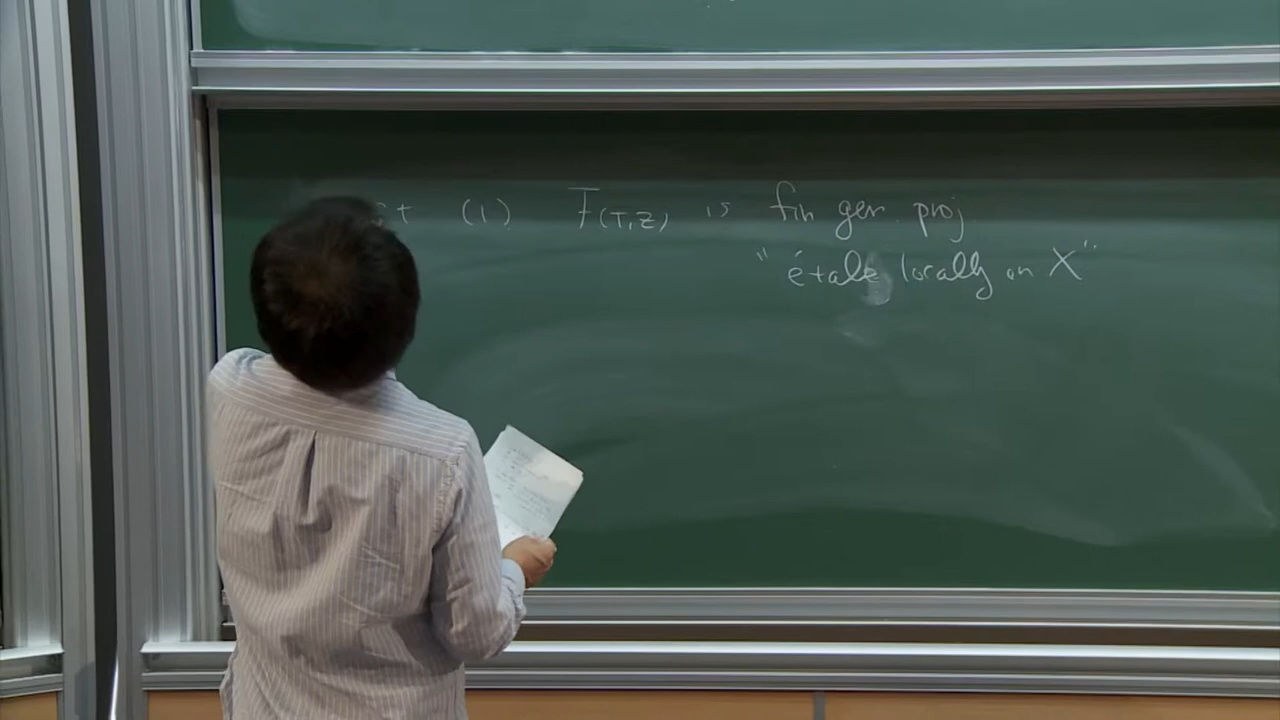 (1) F(T,Z) is fin gen. proj
"étale locally on X"